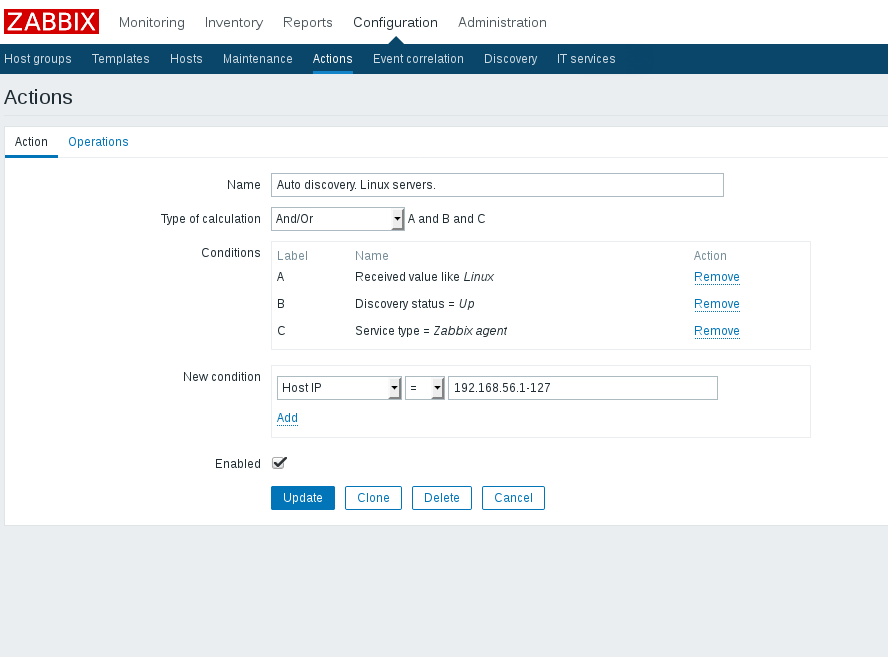 ZABBIX Monitoring Inventory Reports Configuration Administration
Host groups Templates Hosts Maintenance Actions Event correlation Discovery IT services
Actions
Action Operations
Name Auto discovery. Linux servers.
Type of calculation And/Or A and B and C
Conditions Label Name Action
A Received value like Linux Remove
B Discovery status = Up Remove
C Service type = Zabbix agent Remove
New condition Host IP = 192.168.56.1-127
Add
Enabled
Update Clone Delete Cancel